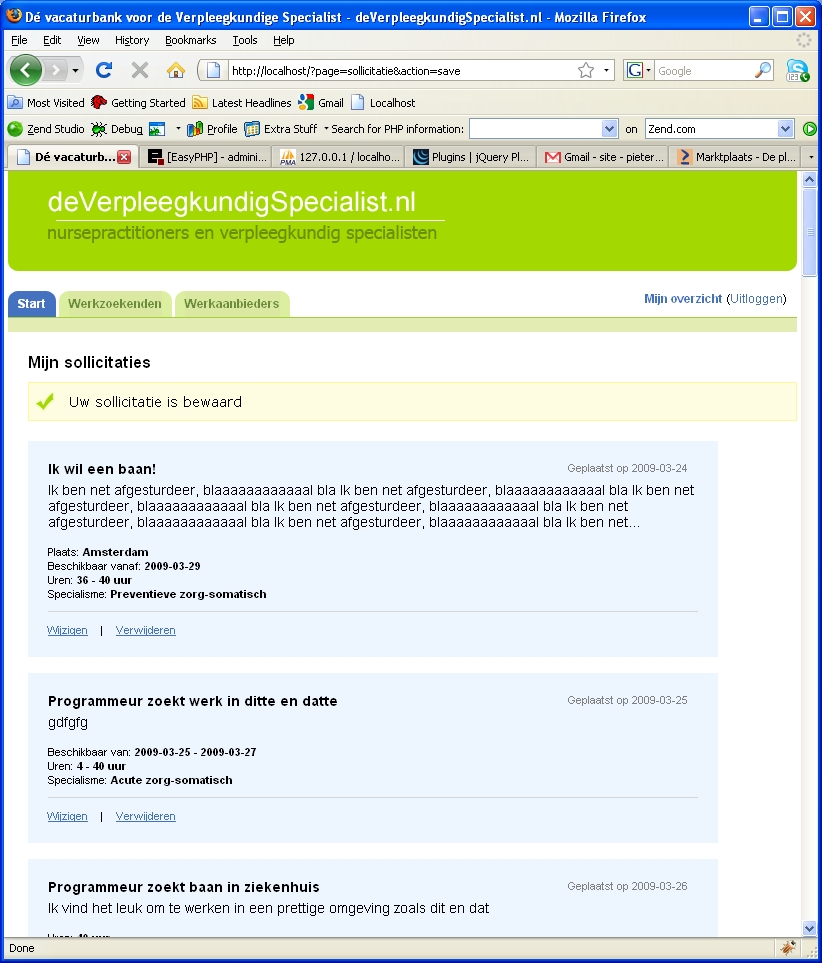 Dé vacaturbank voor de Verpleegkundige Specialist - deVerpleegkundigSpecialist.nl - Mozilla Firefox
File Edit View History Bookmarks Tools Help
http://localhost/?page=sollicitatie&action=save Google
Most Visited Getting Started Latest Headlines Gmail Localhost
Zend Studio Debug Profile Extra Stuff Search for PHP information: on Zend.com
Dé vacaturb... [EasyPHP] - admini... 127.0.0.1 / localho... Plugins | jQuery Pl... Gmail - site - pieter... Marktplaats - De pl...
deVerpleegkundigSpecialist.nl
nursepractitioners en verpleegkundig specialisten
Start Werkzoekenden Werkaanbieders Mijn overzicht (Uitloggen)
Mijn sollicitaties
Uw sollicitatie is bewaard
Ik wil een baan! Geplaatst op 2009-03-24
Ik ben net afgesturdeer, blaaaaaaaaaaaal bla Ik ben net afgesturdeer, blaaaaaaaaaaaal bla Ik ben net
afgesturdeer, blaaaaaaaaaaaal bla Ik ben net afgesturdeer, blaaaaaaaaaaaal bla Ik ben net
afgesturdeer, blaaaaaaaaaaaal bla Ik ben net afgesturdeer, blaaaaaaaaaaaal bla Ik ben net...
Plaats: Amsterdam
Beschikbaar vanaf: 2009-03-29
Uren: 36 - 40 uur
Specialisme: Preventieve zorg-somatisch
Wijzigen | Verwijderen
Programmeur zoekt werk in ditte en datte Geplaatst op 2009-03-25
gdfgfg
Beschikbaar van: 2009-03-25 - 2009-03-27
Uren: 4 - 40 uur
Specialisme: Acute zorg-somatisch
Wijzigen | Verwijderen
Programmeur zoekt baan in ziekenhuis Geplaatst op 2009-03-26
Ik vind het leuk om te werken in een prettige omgeving zoals dit en dat
Uren: 40 uur
Done